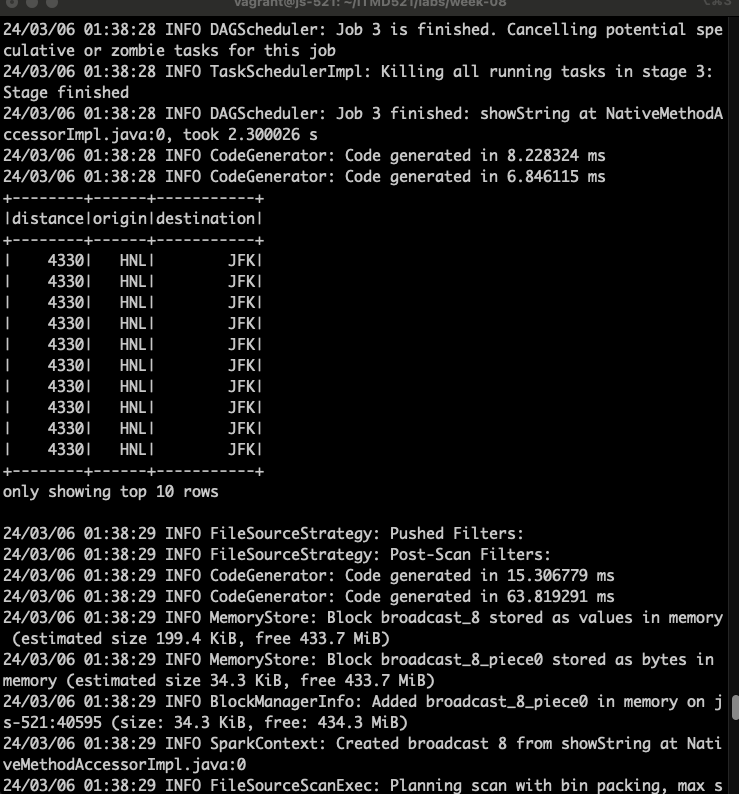 vagrant@js-521: ~/ITMD521/labs/week-08
24/03/06 01:38:28 INFO DAGScheduler: Job 3 is finished. Cancelling potential spe
culative or zombie tasks for this job
24/03/06 01:38:28 INFO TaskSchedulerImpl: Killing all running tasks in stage 3:
Stage finished
24/03/06 01:38:28 INFO DAGScheduler: Job 3 finished: showString at NativeMethodA
ccessorImpl.java:0, took 2.300026 s
24/03/06 01:38:28 INFO CodeGenerator: Code generated in 8.228324 ms
24/03/06 01:38:28 INFO CodeGenerator: Code generated in 6.846115 ms
+--------+------+-----------+
|distance|origin|destination|
+--------+------+-----------+
|    4330|   HNL|        JFK|
|    4330|   HNL|        JFK|
|    4330|   HNL|        JFK|
|    4330|   HNL|        JFK|
|    4330|   HNL|        JFK|
|    4330|   HNL|        JFK|
|    4330|   HNL|        JFK|
|    4330|   HNL|        JFK|
|    4330|   HNL|        JFK|
|    4330|   HNL|        JFK|
+--------+------+-----------+
only showing top 10 rows
24/03/06 01:38:29 INFO FileSourceStrategy: Pushed Filters:
24/03/06 01:38:29 INFO FileSourceStrategy: Post-Scan Filters:
24/03/06 01:38:29 INFO CodeGenerator: Code generated in 15.306779 ms
24/03/06 01:38:29 INFO CodeGenerator: Code generated in 63.819291 ms
24/03/06 01:38:29 INFO MemoryStore: Block broadcast_8 stored as values in memory
 (estimated size 199.4 KiB, free 433.7 MiB)
24/03/06 01:38:29 INFO MemoryStore: Block broadcast_8_piece0 stored as bytes in
memory (estimated size 34.3 KiB, free 433.7 MiB)
24/03/06 01:38:29 INFO BlockManagerInfo: Added broadcast_8_piece0 in memory on j
s-521:40595 (size: 34.3 KiB, free: 434.3 MiB)
24/03/06 01:38:29 INFO SparkContext: Created broadcast 8 from showString at Nati
veMethodAccessorImpl.java:0
24/03/06 01:38:29 INFO FileSourceScanExec: Planning scan with bin packing, max s